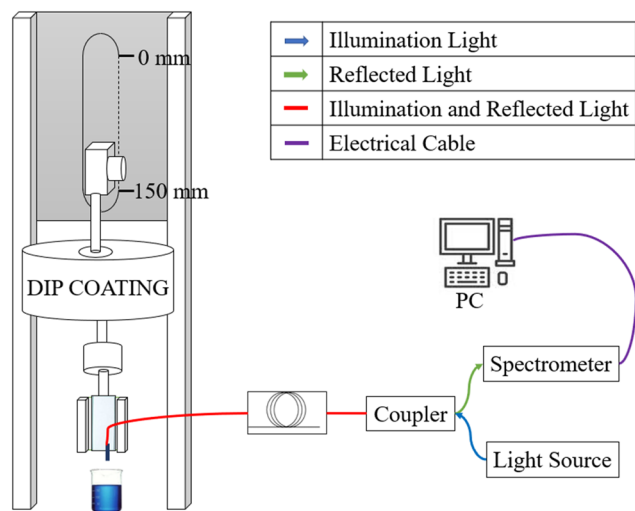 0 mm
150 mm
DIP COATING
Illumination Light
Reflected Light
Illumination and Reflected Light
Electrical Cable
PC
Spectrometer
Coupler
Light Source